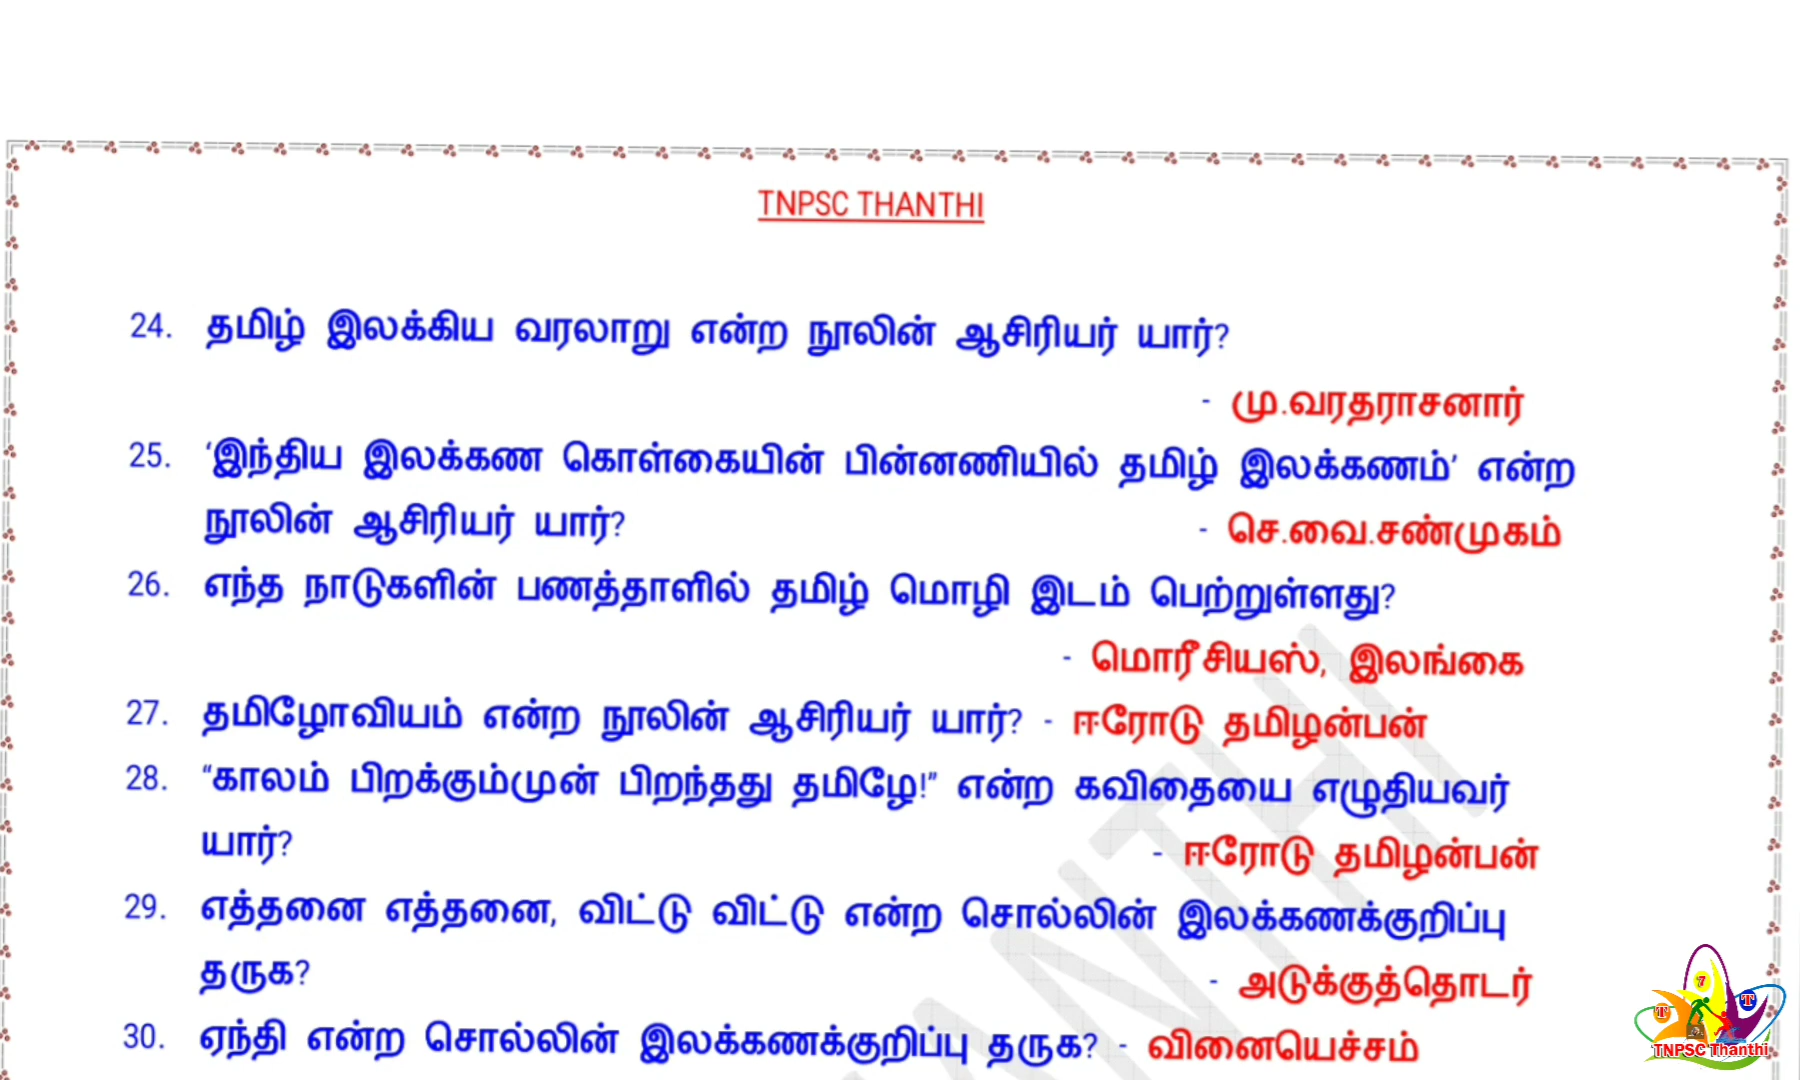 TNPSC THANTHI
24. தமிழ் இலக்கிய வரலாறு என்ற நூலின் ஆசிரியர் யார்?
- மு.வரதராசனார்
25. ‘இந்திய இலக்கண கொள்கையின் பின்னணியில் தமிழ் இலக்கணம்’ என்ற
நூலின் ஆசிரியர் யார்? - செ.வை.சண்முகம்
26. எந்த நாடுகளின் பணத்தாளில் தமிழ் மொழி இடம் பெற்றுள்ளது?
- மொரீசியஸ், இலங்கை
27. தமிழோவியம் என்ற நூலின் ஆசிரியர் யார்? - ஈரோடு தமிழன்பன்
28. “காலம் பிறக்கும்முன் பிறந்தது தமிழே!” என்ற கவிதையை எழுதியவர்
யார்? - ஈரோடு தமிழன்பன்
29. எத்தனை எத்தனை, விட்டு விட்டு என்ற சொல்லின் இலக்கணக்குறிப்பு
தருக? - அடுக்குத்தொடர்
30. ஏந்தி என்ற சொல்லின் இலக்கணக்குறிப்பு தருக? - வினையெச்சம்
ANTHI
T 7 T
TNPSC Thanthi